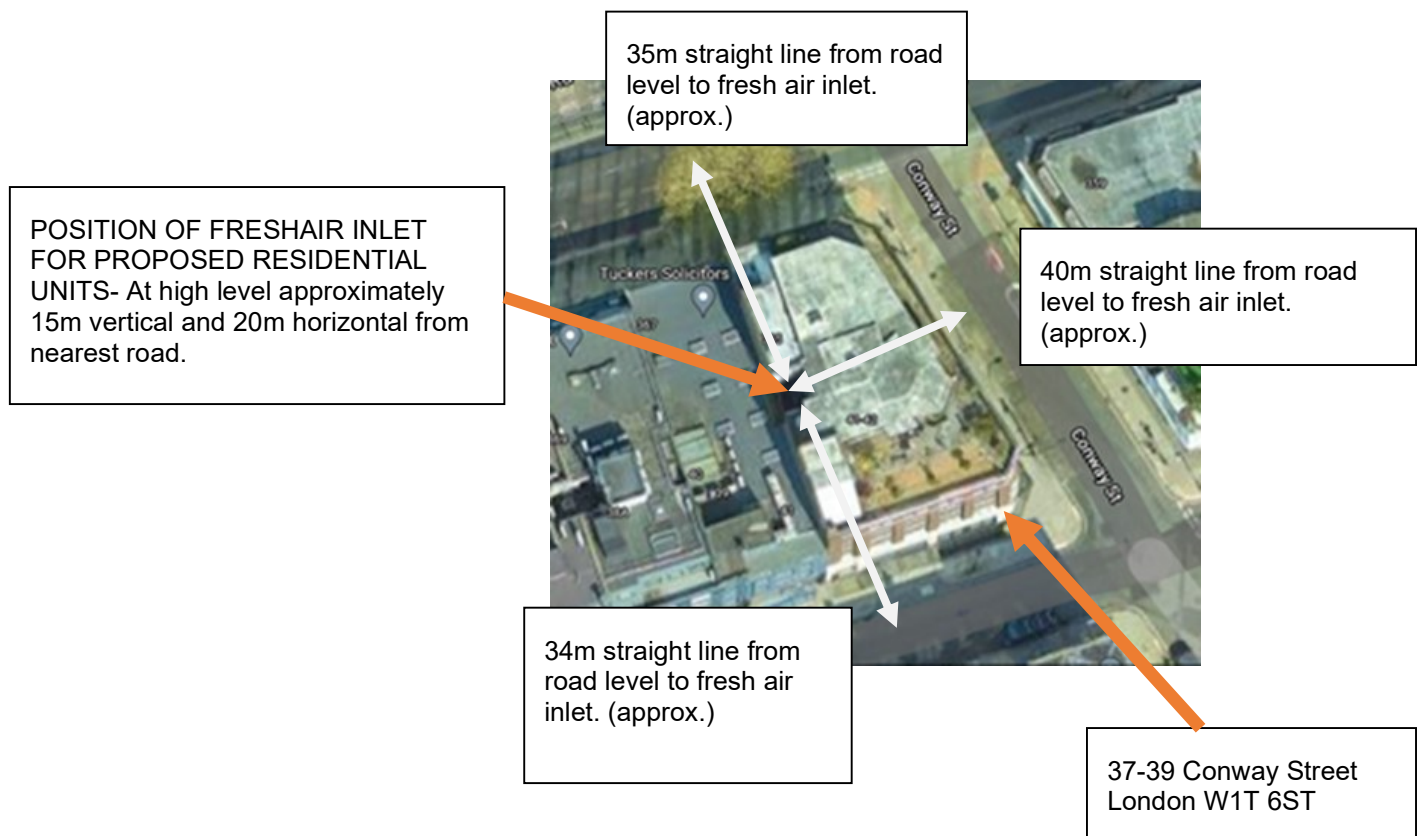 35m straight line from road
level to fresh air inlet.
(approx.)
POSITION OF FRESHAIR INLET
FOR PROPOSED RESIDENTIAL
UNITS- At high level approximately
15m vertical and 20m horizontal from
nearest road.
Conway St
Tuckers Solicitors
40m straight line from road
level to fresh air inlet.
(approx.)
Conway St
34m straight line from
road level to fresh air
inlet. (approx.)
37-39 Conway Street
London W1T 6ST